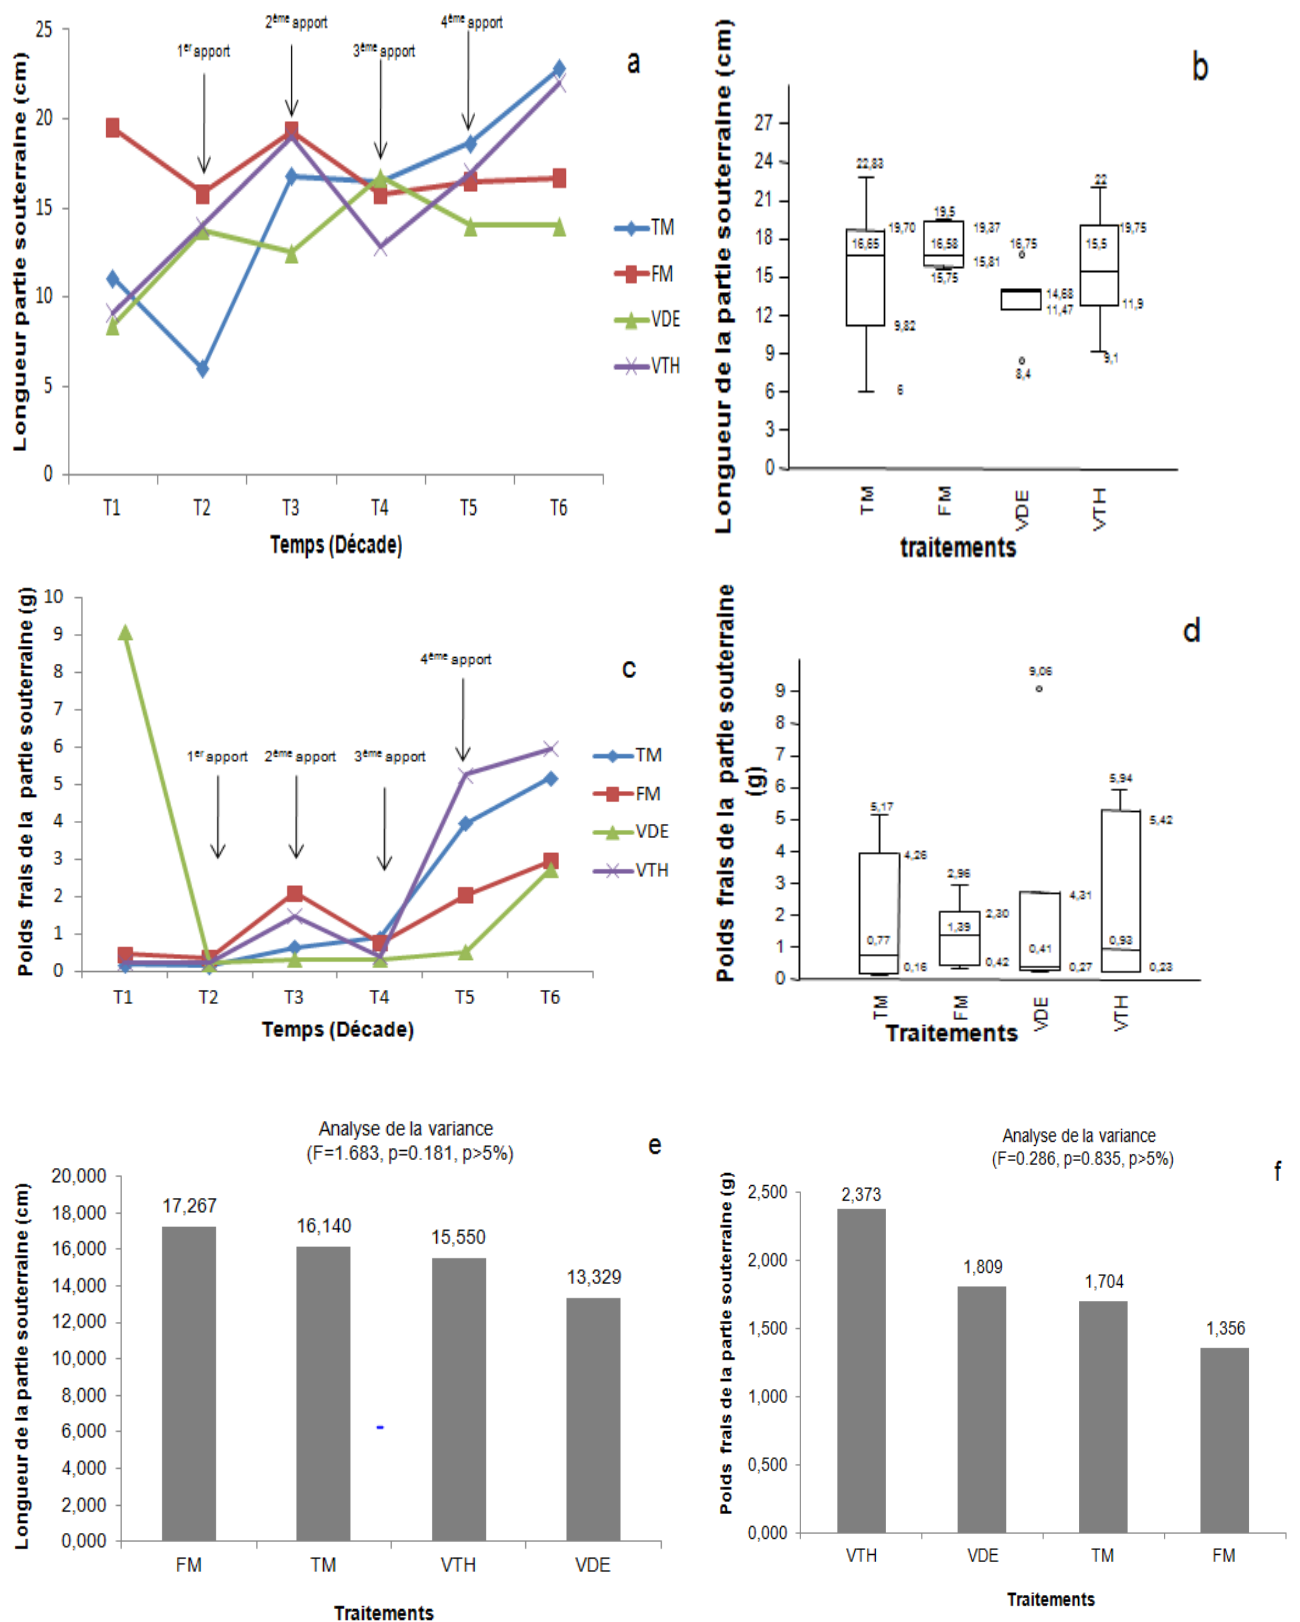 a
Longueur partie souterraine (cm)
25
20
15
10
5
0
1er apport
2ème apport
3ème apport
4ème apport
TM
FM
VDE
VTH
T1 T2 T3 T4 T5 T6
Temps (Décade)
b
Longueur de la partie souterraine (cm)
27
24
21
18
15
12
9
6
3
0
22,83
19,70
16,65
9,82
6
19,5
19,37
16,58
15,81
15,75
16,75
14,68
11,47
8,4
22
19,75
15,5
11,9
9,1
TM FM VDE VTH
traitements
c
Poids frais de la partie souterraine (g)
10
9
8
7
6
5
4
3
2
1
0
1er apport
2ème apport
3ème apport
4ème apport
TM
FM
VDE
VTH
T1 T2 T3 T4 T5 T6
Temps (Décade)
d
Poids frais de la partie souterraine
(g)
9
8
7
6
5
4
3
2
1
0
5,17
4,26
0,77
0,16
2,96
2,30
1,39
0,42
9,06
4,31
0,41
0,27
5,94
5,42
0,93
0,23
TM FM VDE VTH
Traitements
e
Analyse de la variance
(F=1.683, p=0.181, p>5%)
Longueur de la partie souterraine (cm)
20,000
18,000
16,000
14,000
12,000
10,000
8,000
6,000
4,000
2,000
0,000
17,267
16,140
15,550
13,329
FM TM VTH VDE
Traitements
f
Analyse de la variance
(F=0.286, p=0.835, p>5%)
Poids frais de la partie souterraine (g)
2,500
2,000
1,500
1,000
0,500
0,000
2,373
1,809
1,704
1,356
VTH VDE TM FM
Traitements